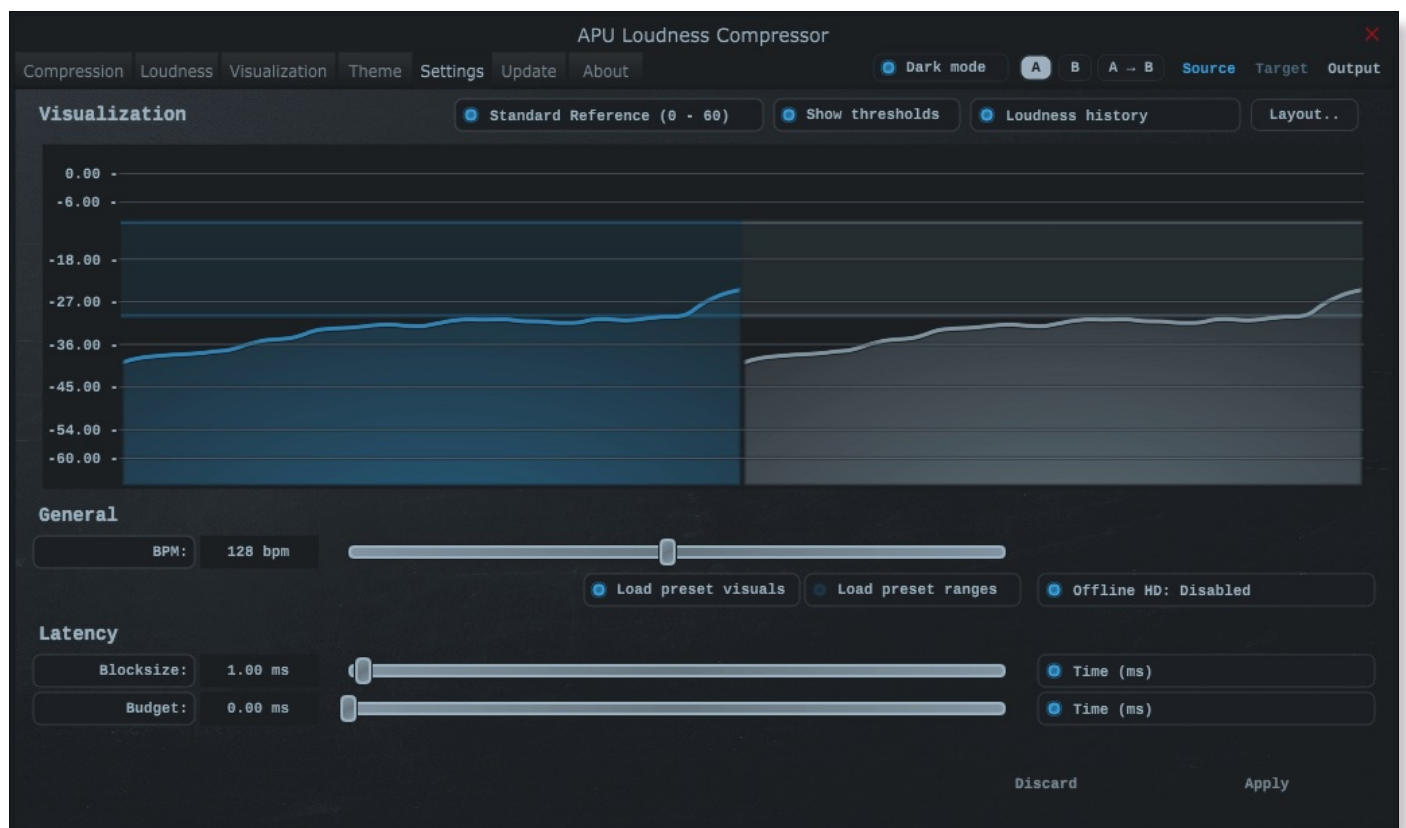 APU Loudness Compressor
Compression Loudness Visualization Theme Settings Update About Dark mode A B A → B Source Target Output
Visualization Standard Reference (0 - 60) Show thresholds Loudness history Layout..
0.00 -
-6.00 -
-18.00 -
-27.00 -
-36.00 -
-45.00 -
-54.00 -
-60.00 -
General
BPM: 128 bpm
Load preset visuals Load preset ranges Offline HD: Disabled
Latency
Blocksize: 1.00 ms Time (ms)
Budget: 0.00 ms Time (ms)
Discard Apply